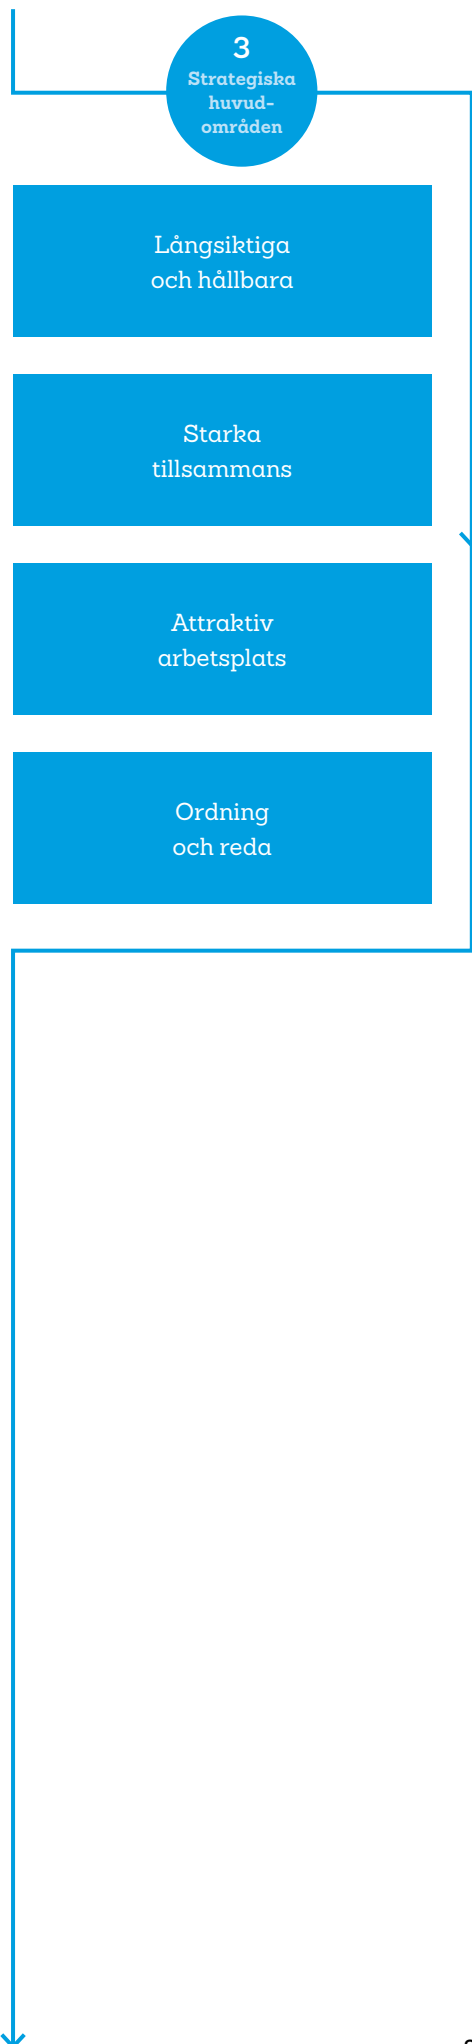 3
Strategiska
huvud-
områden
Långsiktiga
och hållbara
Starka
tillsammans
Attraktiv
arbetsplats
Ordning
och reda